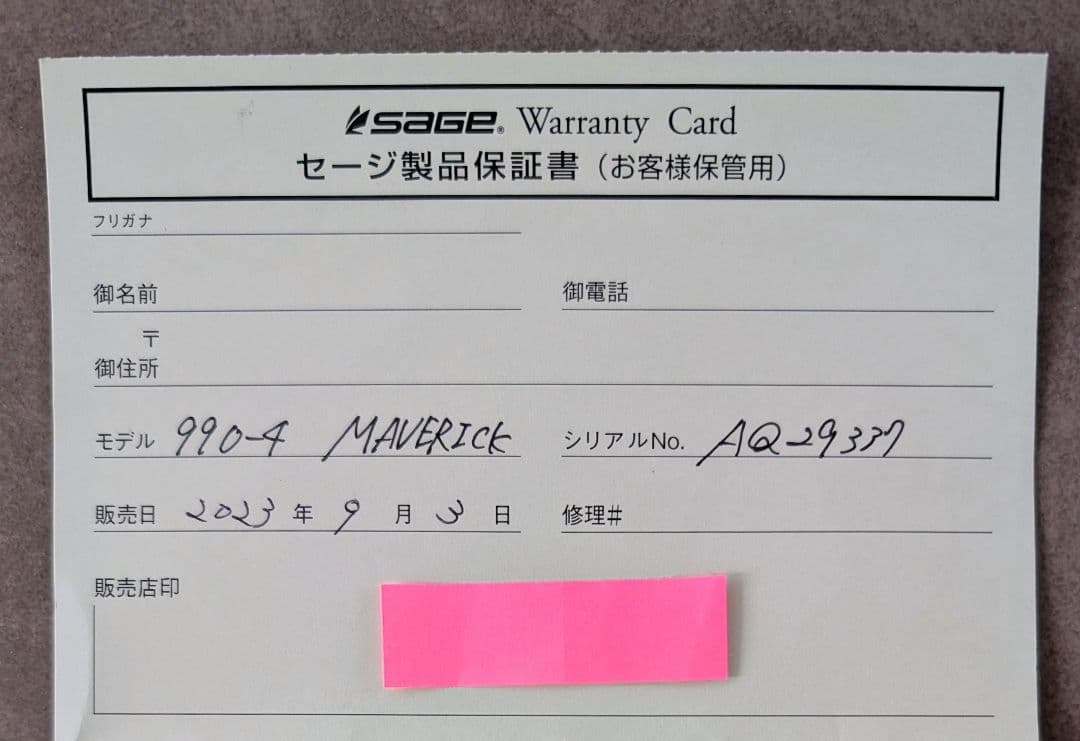 SAGE® Warranty Card
セージ製品保証書（お客様保管用）
フリガナ
御名前 御電話
〒
御住所
モデル 990-4 MAVERICK シリアルNo. AQ29337
販売日 2023 年 9 月 3 日 修理#
販売店印